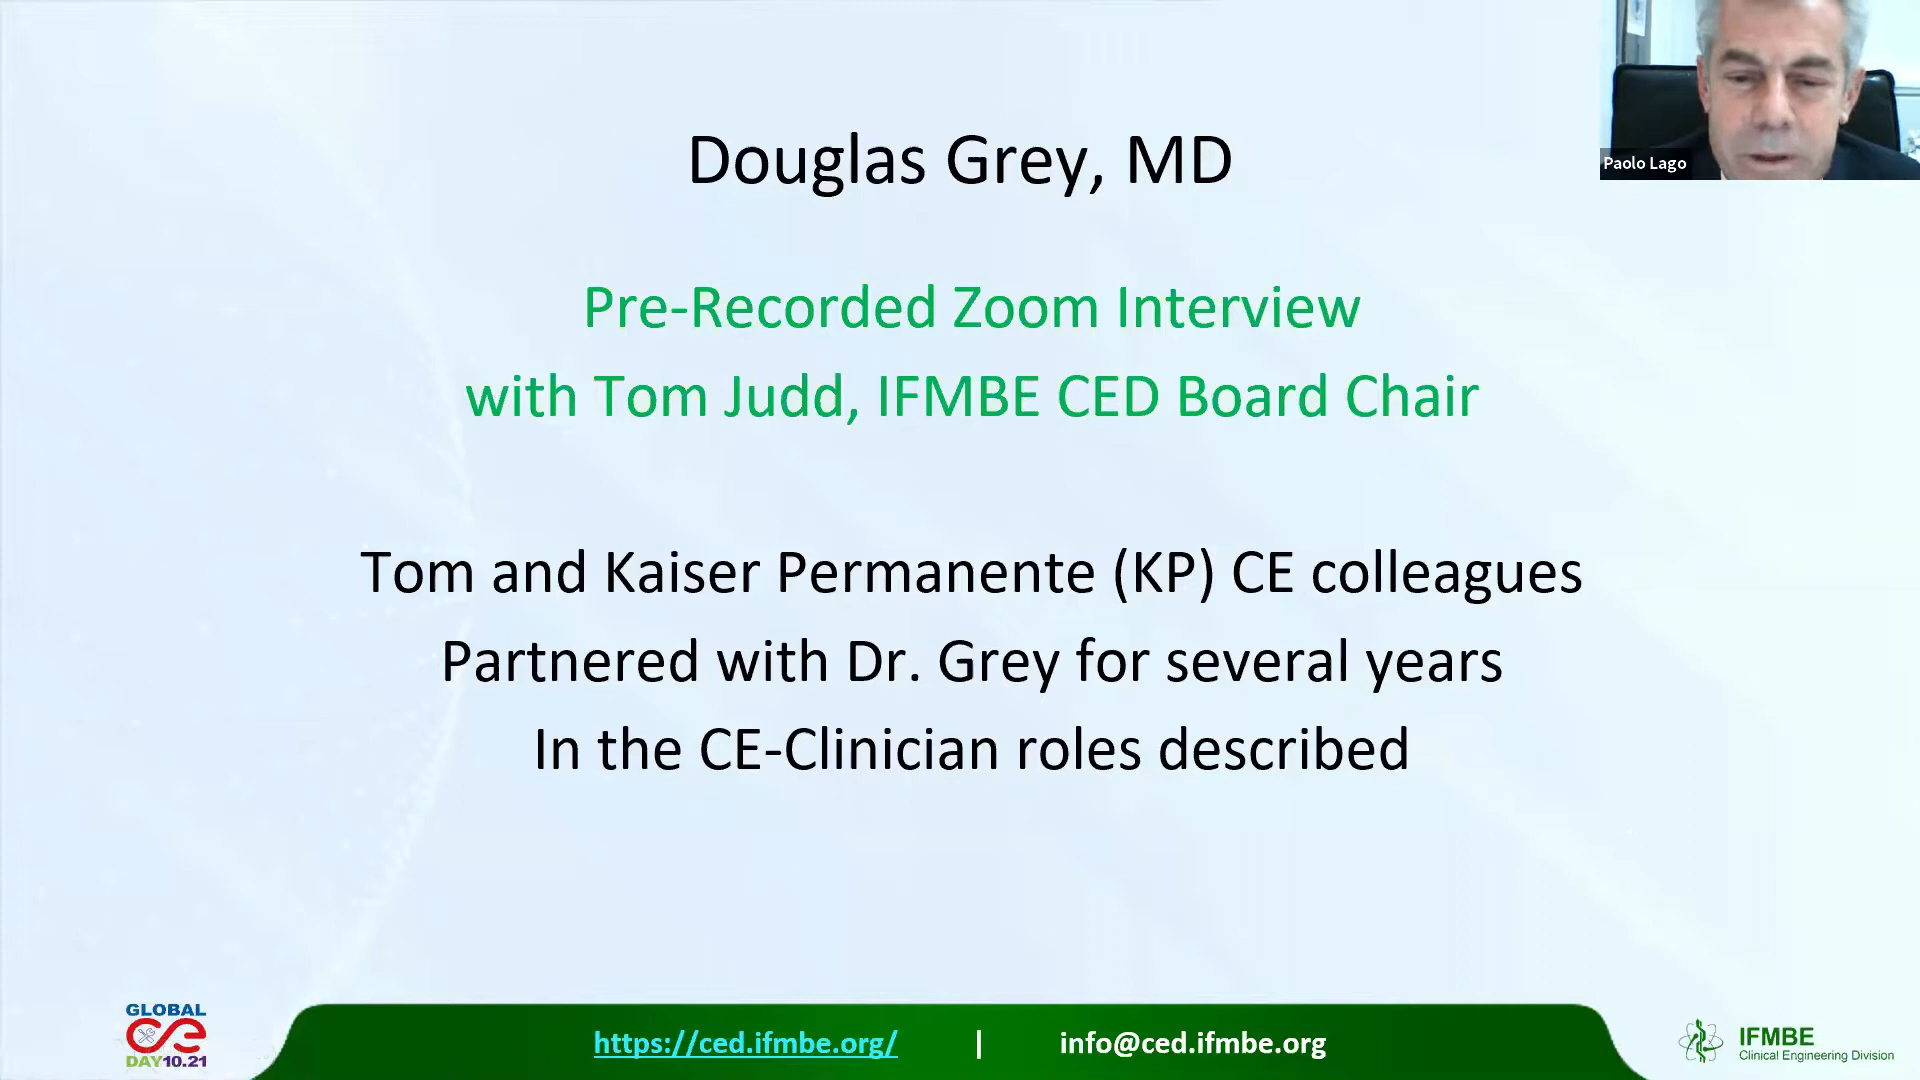 Paolo Lago
Douglas Grey, MD
Pre-Recorded Zoom Interview
with Tom Judd, IFMBE CED Board Chair
Tom and Kaiser Permanente (KP) CE colleagues
Partnered with Dr. Grey for several years
In the CE-Clinician roles described
GLOBAL
CE
DAY10.21
https://ced.ifmbe.org/ | info@ced.ifmbe.org
IFMBE
Clinical Engineering Division